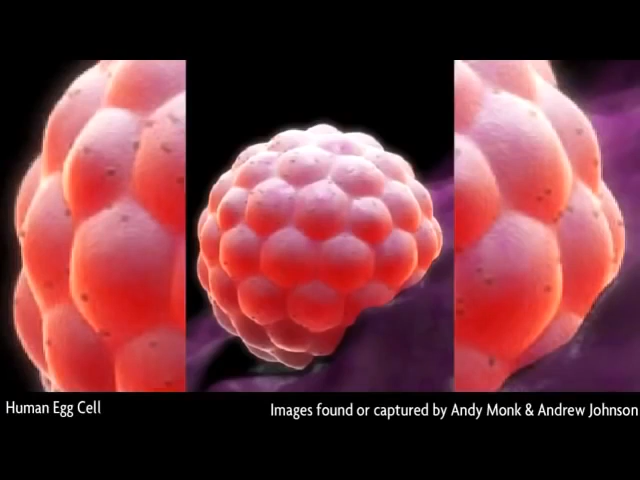 Human Egg Cell
Images found or captured by Andy Monk & Andrew Johnson